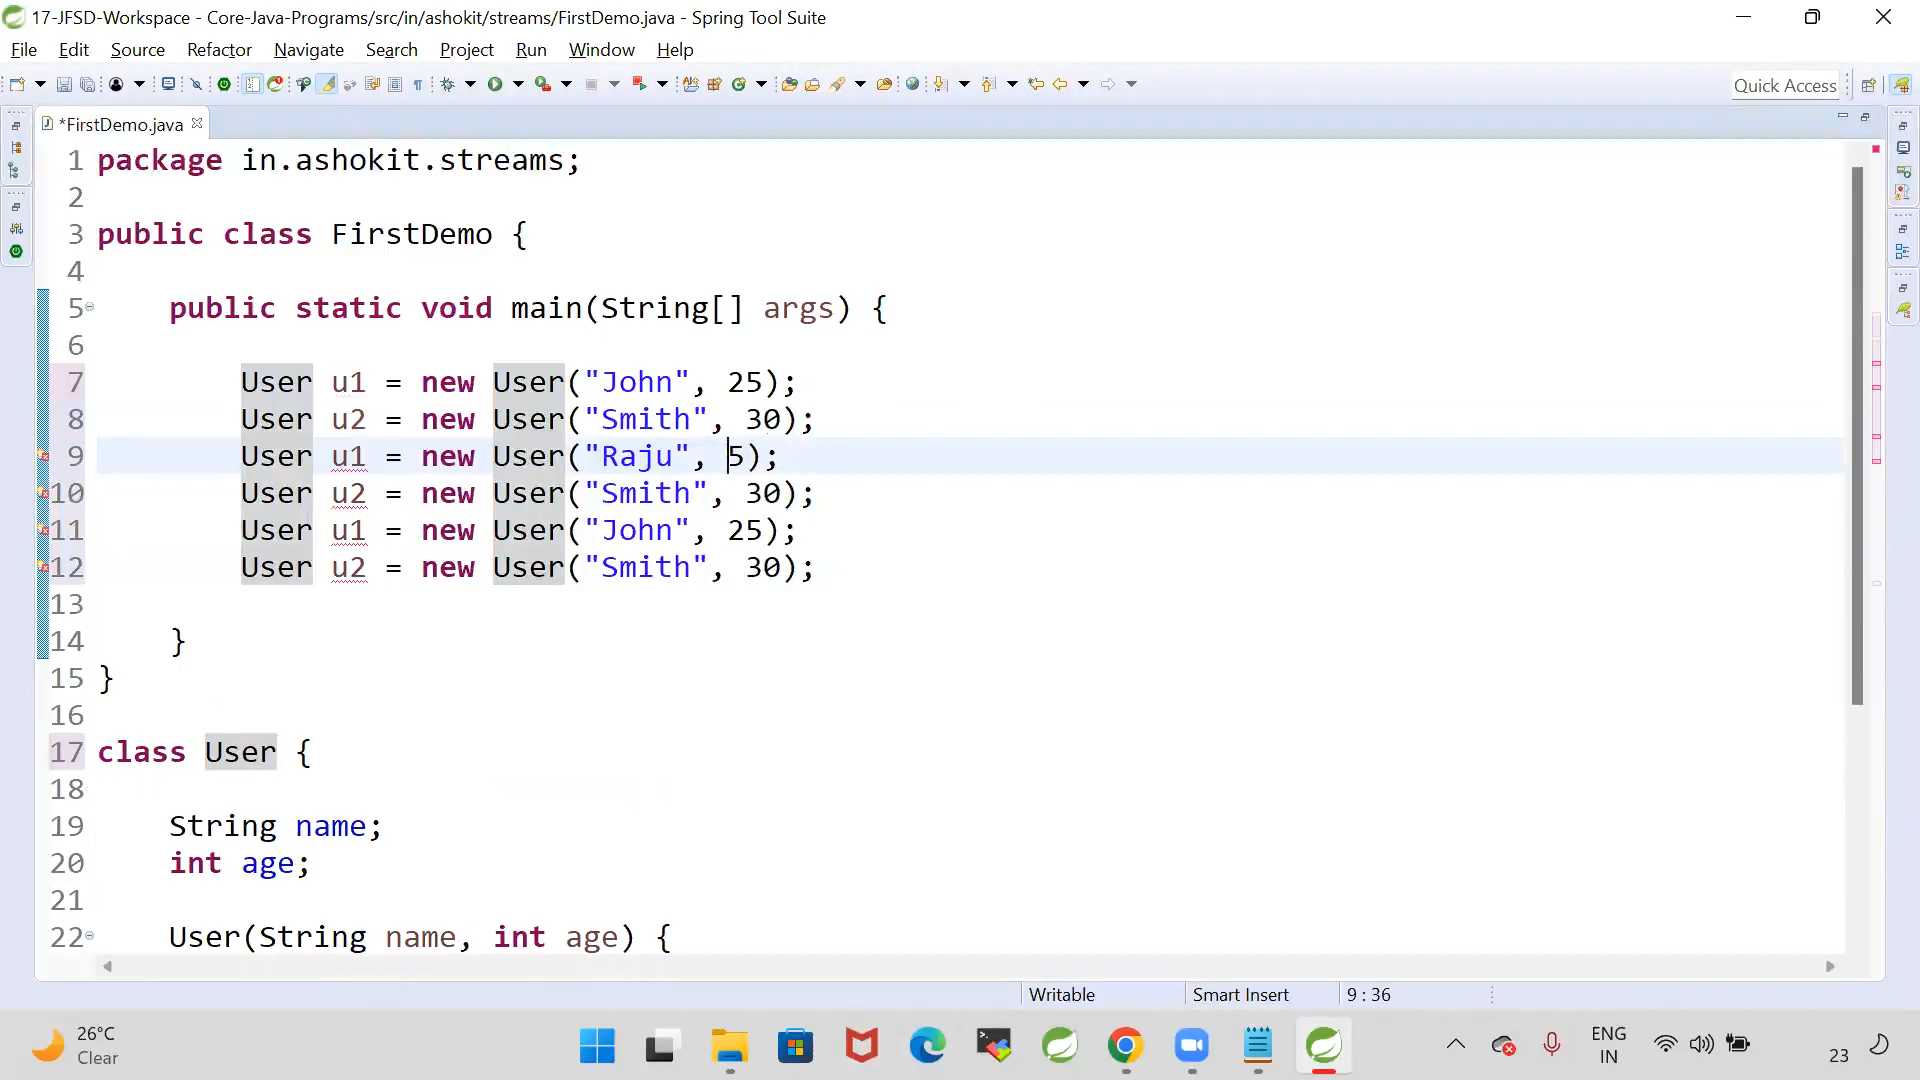 17-JFSD-Workspace - Core-Java-Programs/src/in/ashokit/streams/FirstDemo.java - Spring Tool Suite
File Edit Source Refactor Navigate Search Project Run Window Help
Quick Access
*FirstDemo.java
1 package in.ashokit.streams;
2
3 public class FirstDemo {
4
5 public static void main(String[] args) {
6
7 User u1 = new User("John", 25);
8 User u2 = new User("Smith", 30);
9 User u1 = new User("Raju", 5);
10 User u2 = new User("Smith", 30);
11 User u1 = new User("John", 25);
12 User u2 = new User("Smith", 30);
13
14 }
15 }
16
17 class User {
18
19 String name;
20 int age;
21
22 User(String name, int age) {
Writable Smart Insert 9 : 36
26°C
Clear
ENG
IN
23